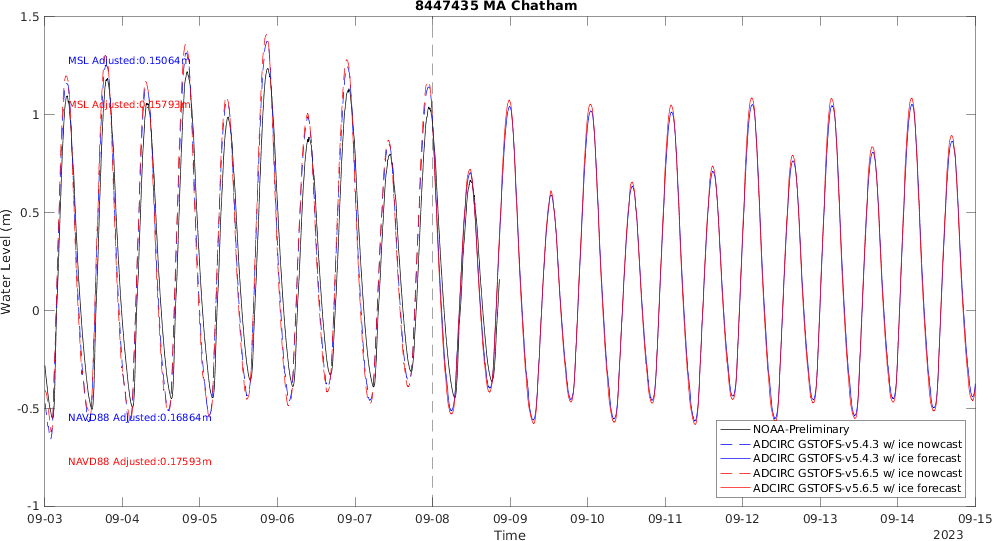 8447435 MA Chatham
1.5
1
0.5
0
-0.5
-1
Water Level (m)
MSL Adjusted:0.15064m
MSL Adjusted:0.15793m
NAVD88 Adjusted:0.16864m
NAVD88 Adjusted:0.17593m
NOAA-Preliminary
ADCIRC GSTOFS-v5.4.3 w/ ice nowcast
ADCIRC GSTOFS-v5.4.3 w/ ice forecast
ADCIRC GSTOFS-v5.6.5 w/ ice nowcast
ADCIRC GSTOFS-v5.6.5 w/ ice forecast
09-03 09-04 09-05 09-06 09-07 09-08 09-09 09-10 09-11 09-12 09-13 09-14 09-15
Time
2023